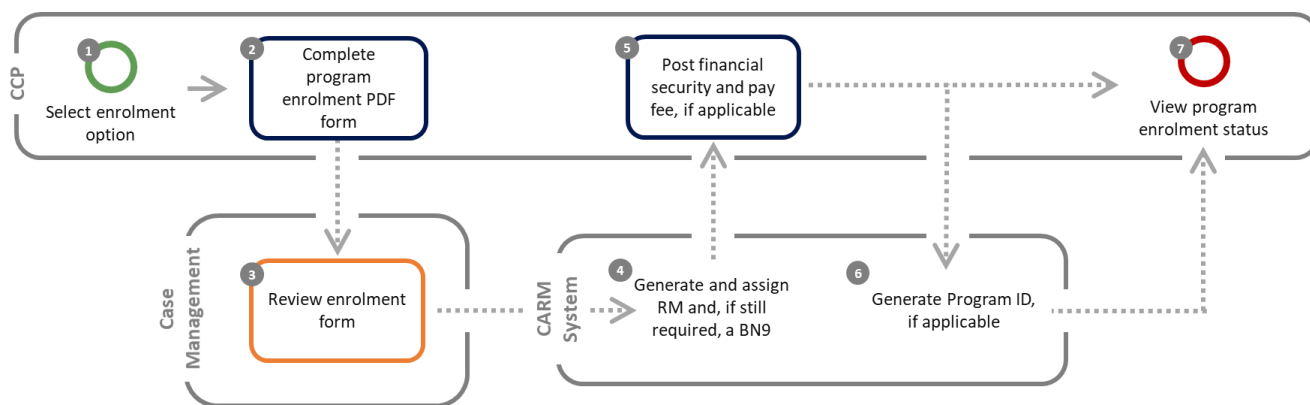 CCP
1
Select enrolment
option
2
Complete
program
enrolment PDF
form
5
Post financial
security and pay
fee, if applicable
7
View program
enrolment status
Case
Management
3
Review enrolment
form
CARM
System
4
Generate and assign
RM and, if still
required, a BN9
6
Generate Program ID,
if applicable